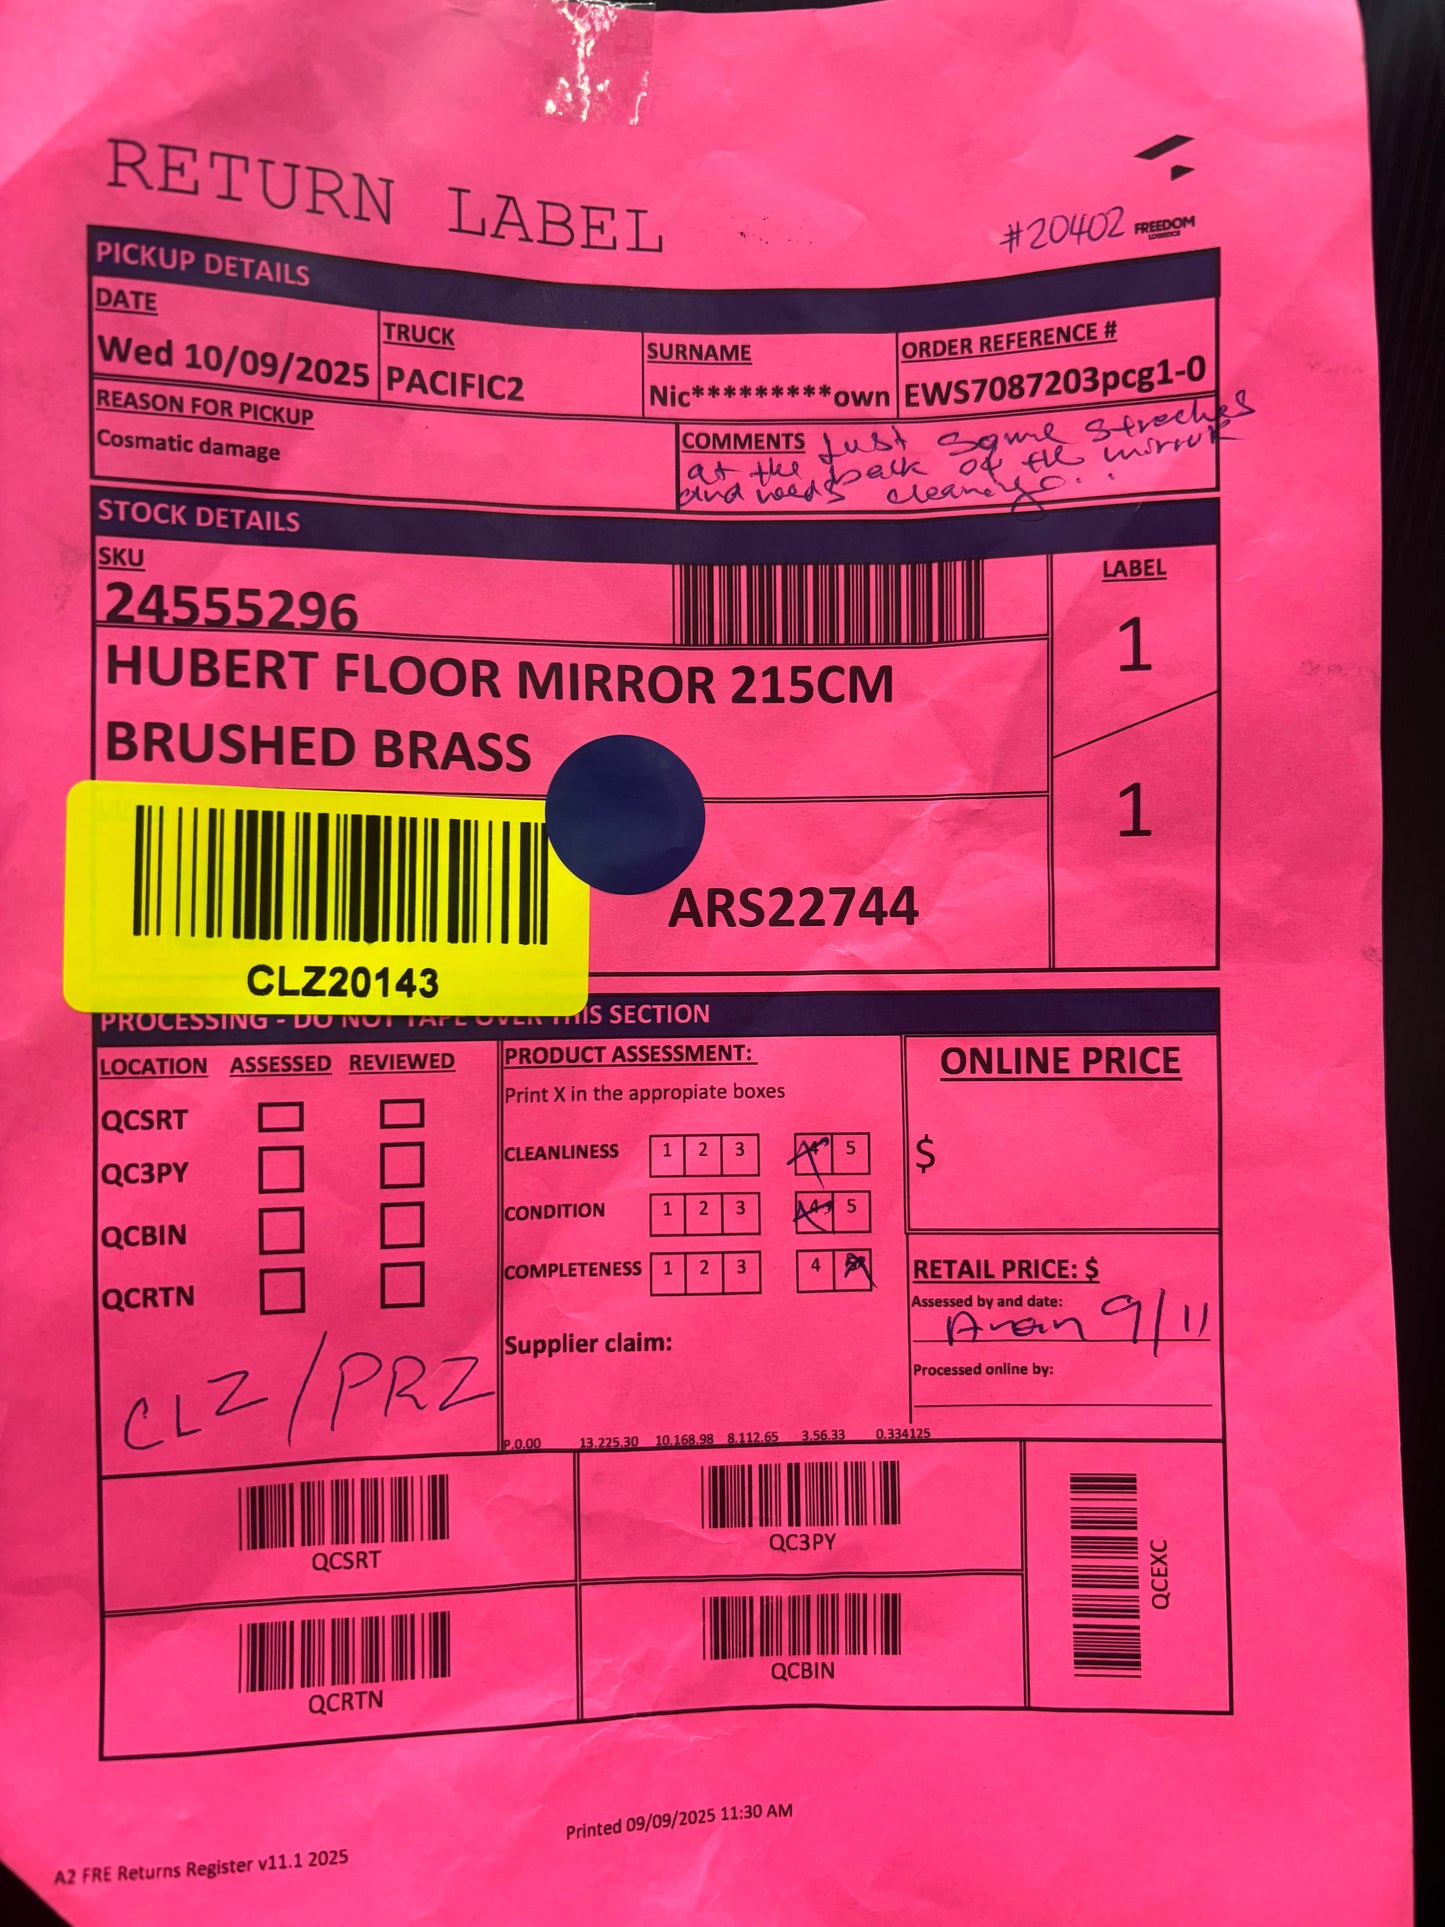 RETURN LABEL
#20402
FREEDOM
LOGISTICS
PICKUP DETAILS
DATE
Wed 10/09/2025
TRUCK
PACIFIC2
SURNAME
Nic*********own
ORDER REFERENCE #
EWS7087203pcg1-0
REASON FOR PICKUP
Cosmatic damage
COMMENTS Just some
at the back of the mirror
and needs
STOCK DETAILS
SKU
24555296
LABEL
1
1
HUBERT FLOOR MIRROR 215CM
BRUSHED BRASS
ARS22744
CLZ20143
PROCESSING - DO NOT TAPE OVER THIS SECTION
LOCATION ASSESSED REVIEWED
QCSRT
QC3PY
QCBIN
QCRTN
CLZ/PRZ
PRODUCT ASSESSMENT:
Print X in the appropiate boxes
CLEANLINESS 1 2 3 4 5
CONDITION 1 2 3 4 5
COMPLETENESS 1 2 3 4 5
Supplier claim:
P.0.00 13.225.30 10.168.98 8.112.65 3.56.33 0.334125
ONLINE PRICE
$
RETAIL PRICE: $
Assessed by and date:
9/11
Processed online by:
QCSRT
QC3PY
QCEXC
QCRTN
QCBIN
Printed 09/09/2025 11:30 AM
A2 FRE Returns Register v11.1 2025